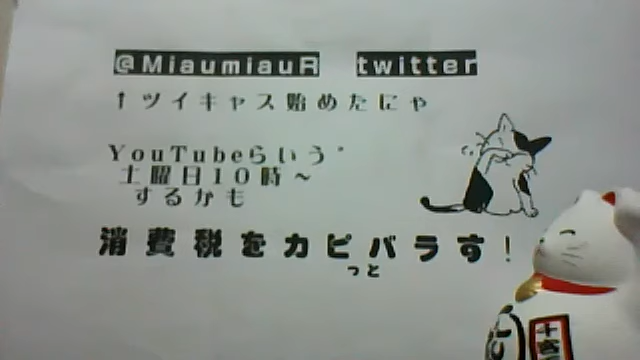 @MiaumiauR twitter
↑ツイキャス始めたにゃ
YouTubeらいう゛
土曜日10時~
するかも
消費税をカピバラす!
っと